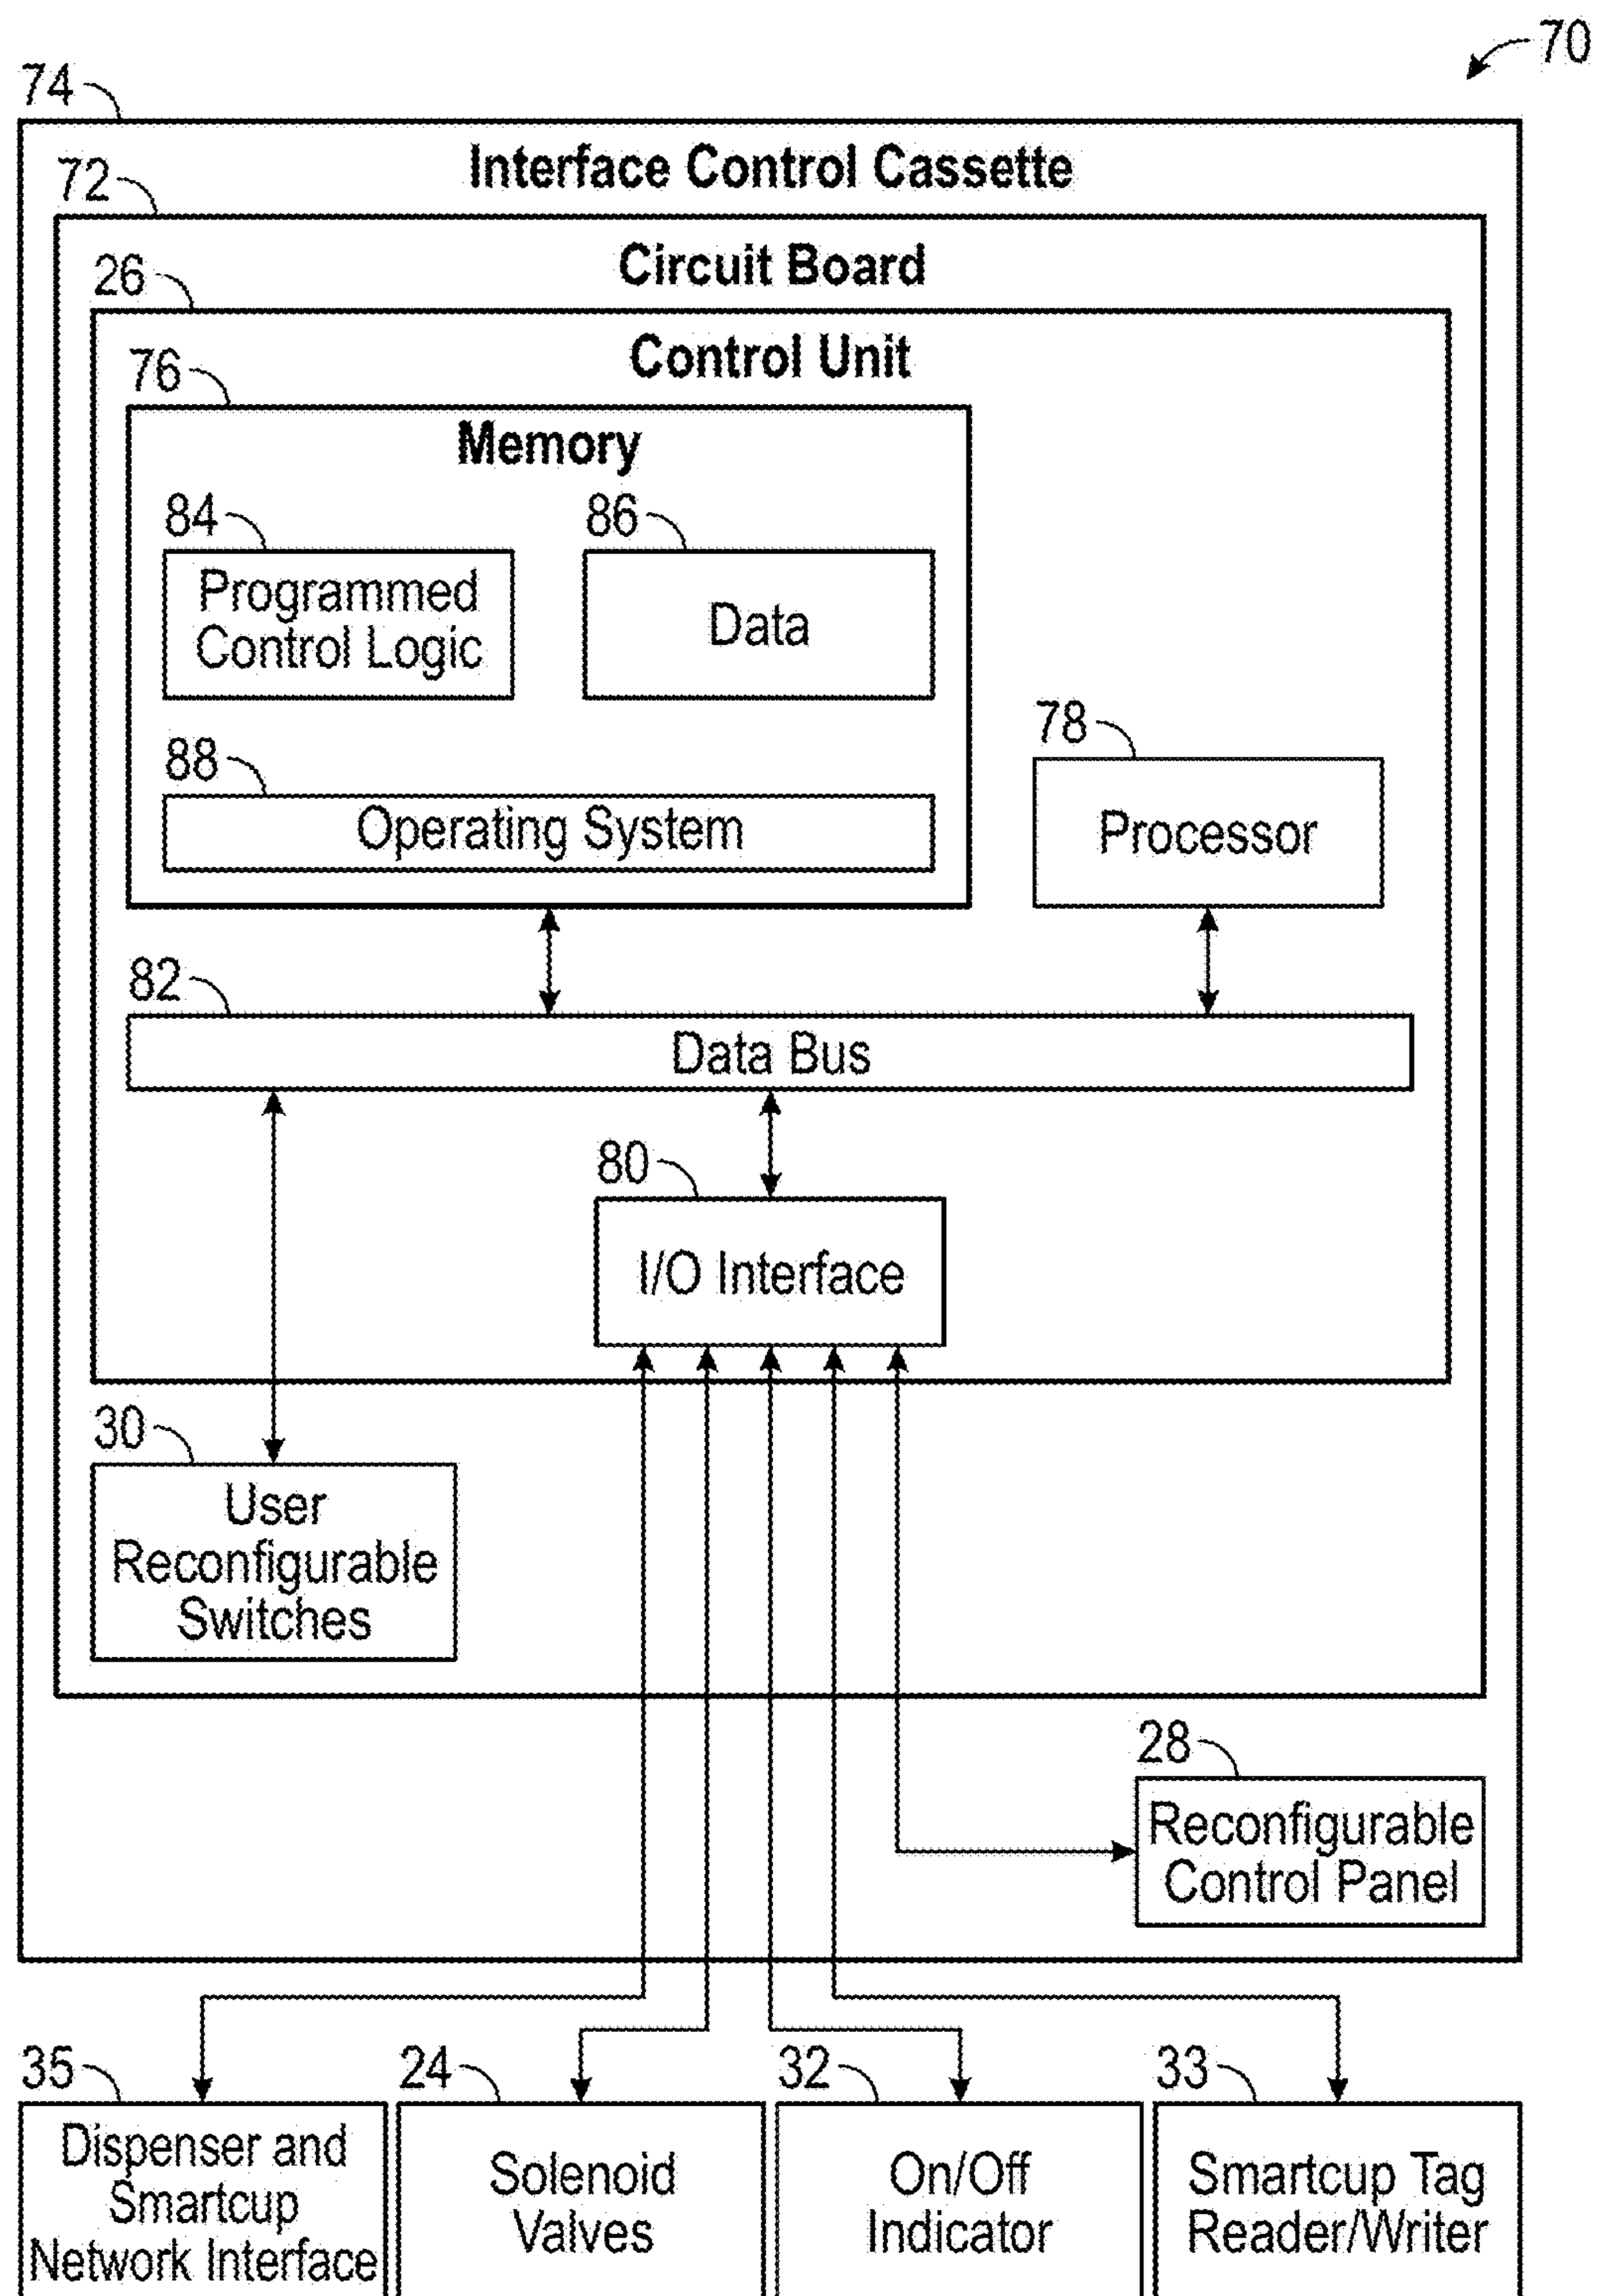 70
74
Interface Control Cassette
72
Circuit Board
26
Control Unit
76
Memory
84
86
Programmed
Control Logic
Data
78
88
Operating System
Processor
82
Data Bus
80
I/O Interface
30
User
Reconfigurable
Switches
28
Reconfigurable
Control Panel
35
24
32
33
Dispenser and
Smartcup
Network Interface
Solenoid
Valves
On/Off
Indicator
Smartcup Tag
Reader/Writer